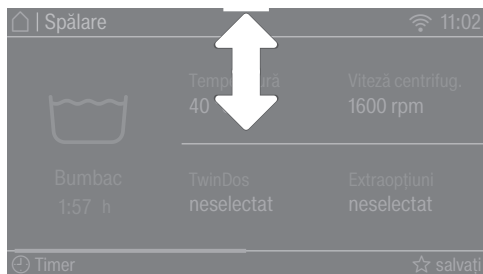 | Spălare 11:02
Temperatură Viteză centrifug.
40 1600 rpm
Bumbac TwinDos Extraopțiuni
1:57 h neselectat neselectat
Timer salvați